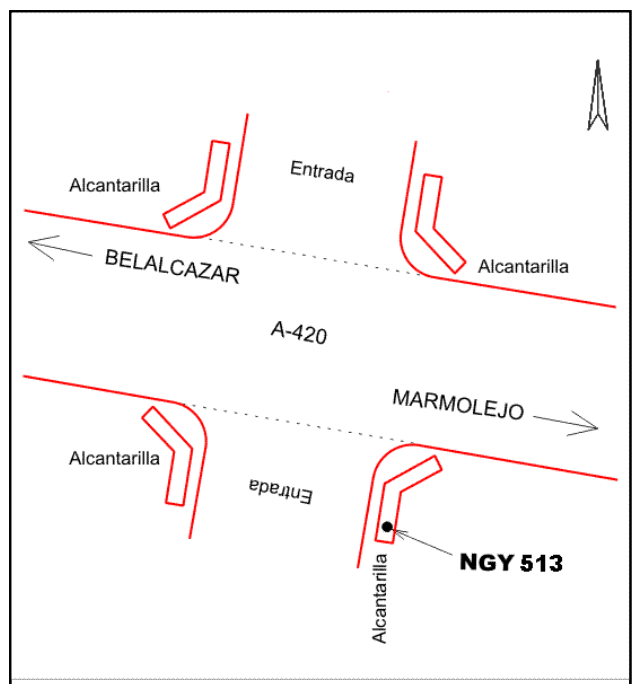 Entrada
Alcantarilla
BELALCAZAR
Alcantarilla
A-420
MARMOLEJO
Alcantarilla
Entrada
NGY 513
Alcantarilla